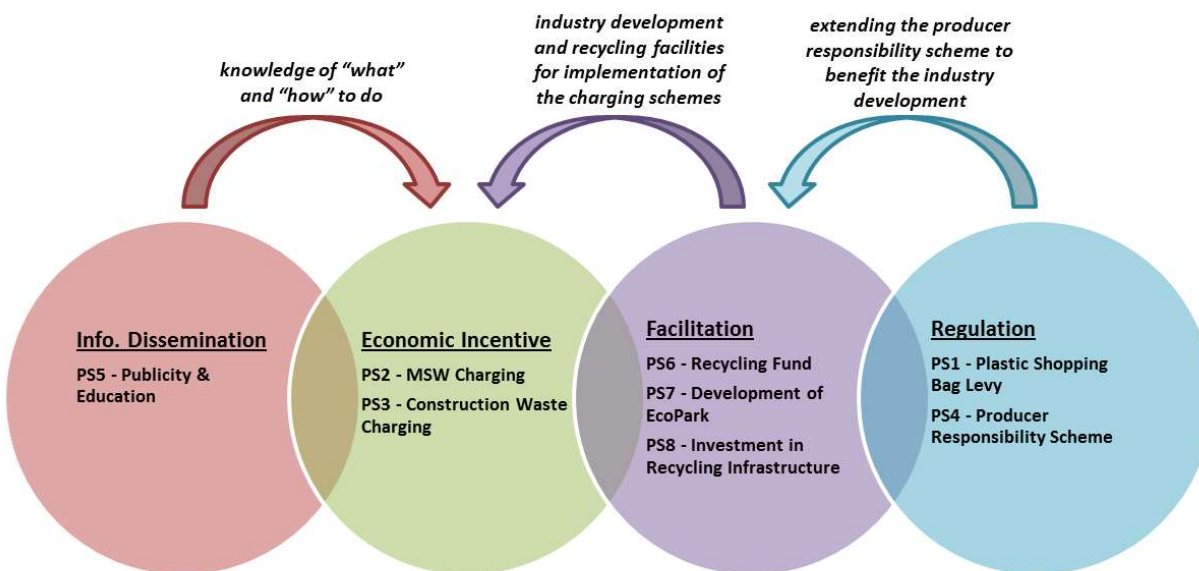 knowledge of “what”
and “how” to do
industry development
and recycling facilities
for implementation of
the charging schemes
extending the producer
responsibility scheme to
benefit the industry
development
Info. Dissemination
PS5 - Publicity &
Education
Economic Incentive
PS2 - MSW Charging
PS3 - Construction Waste
Charging
Facilitation
PS6 - Recycling Fund
PS7 - Development of
EcoPark
PS8 - Investment in
Recycling Infrastructure
Regulation
PS1 - Plastic Shopping
Bag Levy
PS4 - Producer
Responsibility Scheme